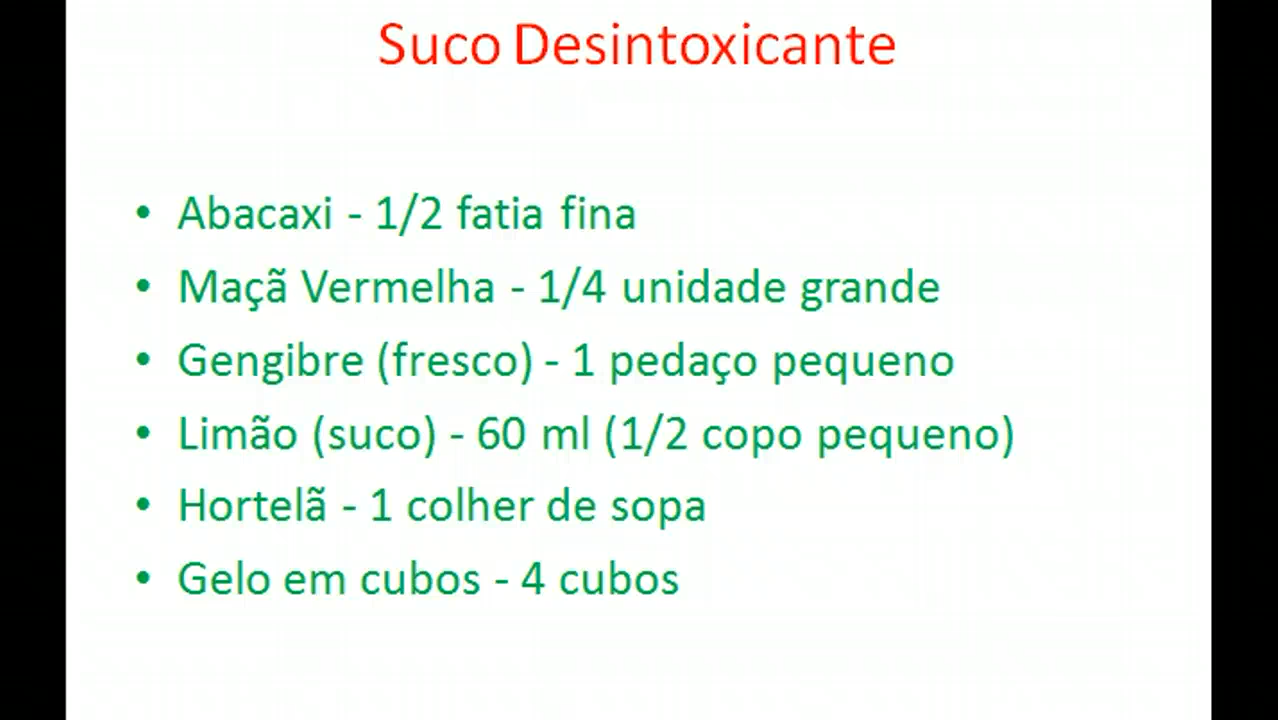 Suco Desintoxicante
• Abacaxi - 1/2 fatia fina
• Maçã Vermelha - 1/4 unidade grande
• Gengibre (fresco) - 1 pedaço pequeno
• Limão (suco) - 60 ml (1/2 copo pequeno)
• Hortelã - 1 colher de sopa
• Gelo em cubos - 4 cubos